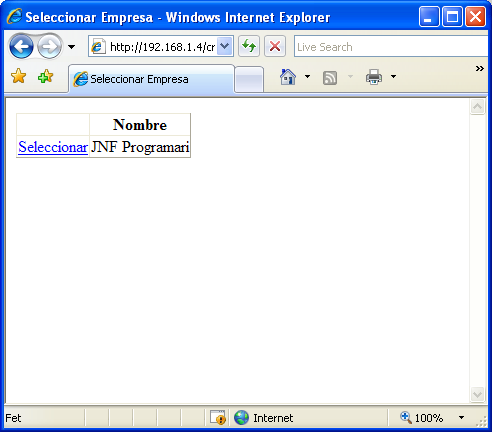 Seleccionar Empresa - Windows Internet Explorer
http://192.168.1.4/cr
Live Search
Seleccionar Empresa
»
Nombre
Seleccionar JNF Programari
Fet Internet 100%